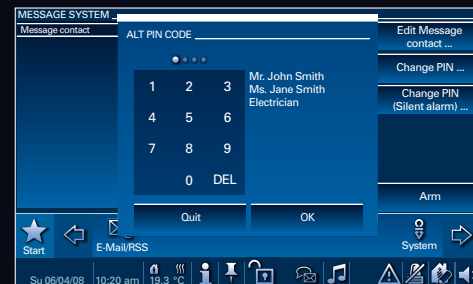 MESSAGE SYSTEM
Message contact
ALT PIN CODE
1 2 3
4 5 6
7 8 9
0 DEL
Mr. John Smith
Ms. Jane Smith
Electrician
Quit
OK
Edit Message
contact ...
Change PIN ...
Change PIN
(Silent alarm) ...
Arm
Start
E-Mail/RSS
System
Su 06/04/08
10:20 am
19.3 °C